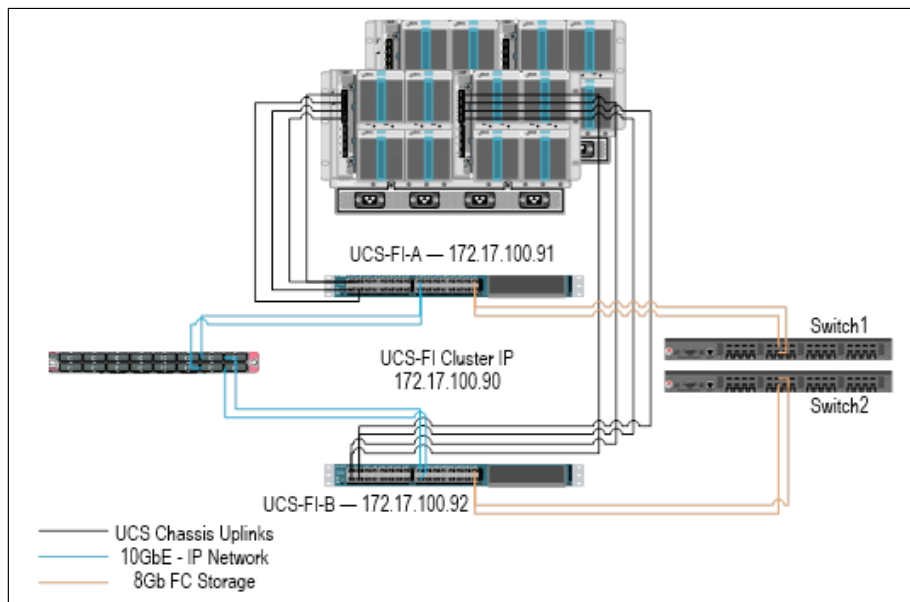 UCS-FI-A — 172.17.100.91
Switch1
UCS-FI Cluster IP
172.17.100.90
Switch2
UCS-FI-B — 172.17.100.92
UCS Chassis Uplinks
10GbE - IP Network
8Gb FC Storage